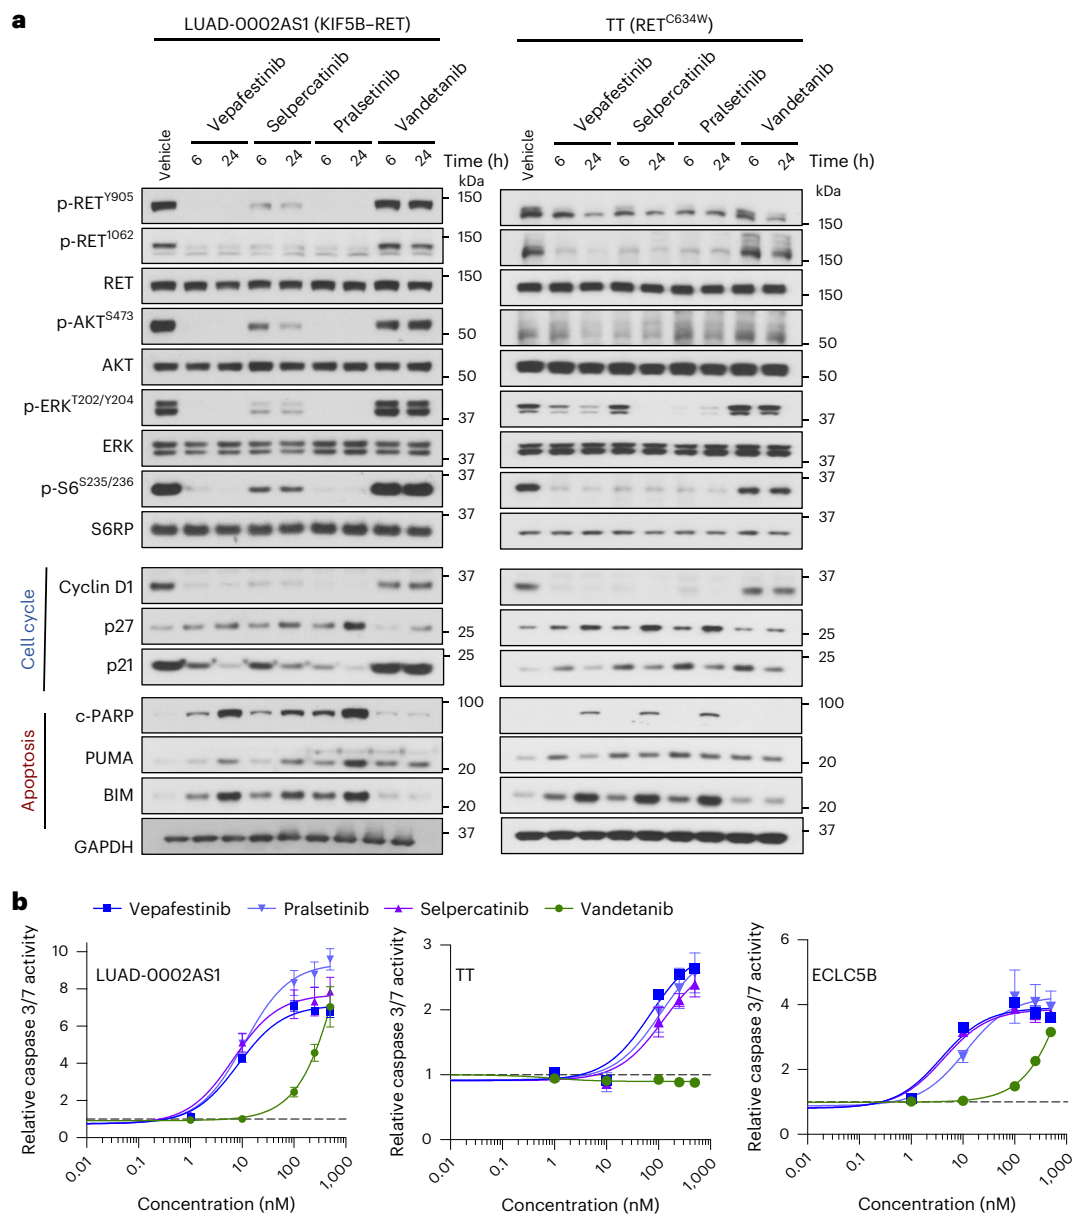 a
LUAD-0002AS1 (KIF5B–RET)
TT (RET^C634W)
Vehicle
Vepafestinib
Selpercatinib
Pralsetinib
Vandetanib
Vehicle
Vepafestinib
Selpercatinib
Pralsetinib
Vandetanib
6 24 6 24 6 24 6 24 Time (h)
6 24 6 24 6 24 6 24 Time (h)
kDa
kDa
p-RET^Y905 150 150
p-RET^1062 150 150
RET 150 150
p-AKT^S473 50 50
AKT 50 50
p-ERK^T202/Y204 37 37
ERK 37 37
p-S6^S235/236 37 37
S6RP 37 37
Cell cycle
Cyclin D1 37 37
p27 25 25
p21 25 25
Apoptosis
c-PARP 100 100
PUMA 20 20
BIM 20 20
GAPDH 37 37
b
Vepafestinib Pralsetinib Selpercatinib Vandetanib
Relative caspase 3/7 activity
LUAD-0002AS1
10
8
6
4
2
0
0.01 0.1 1 10 100 1,000
Concentration (nM)
Relative caspase 3/7 activity
TT
3
2
1
0
0.01 0.1 1 10 100 1,000
Concentration (nM)
Relative caspase 3/7 activity
ECLC5B
6
4
2
0
0.01 0.1 1 10 100 1,000
Concentration (nM)